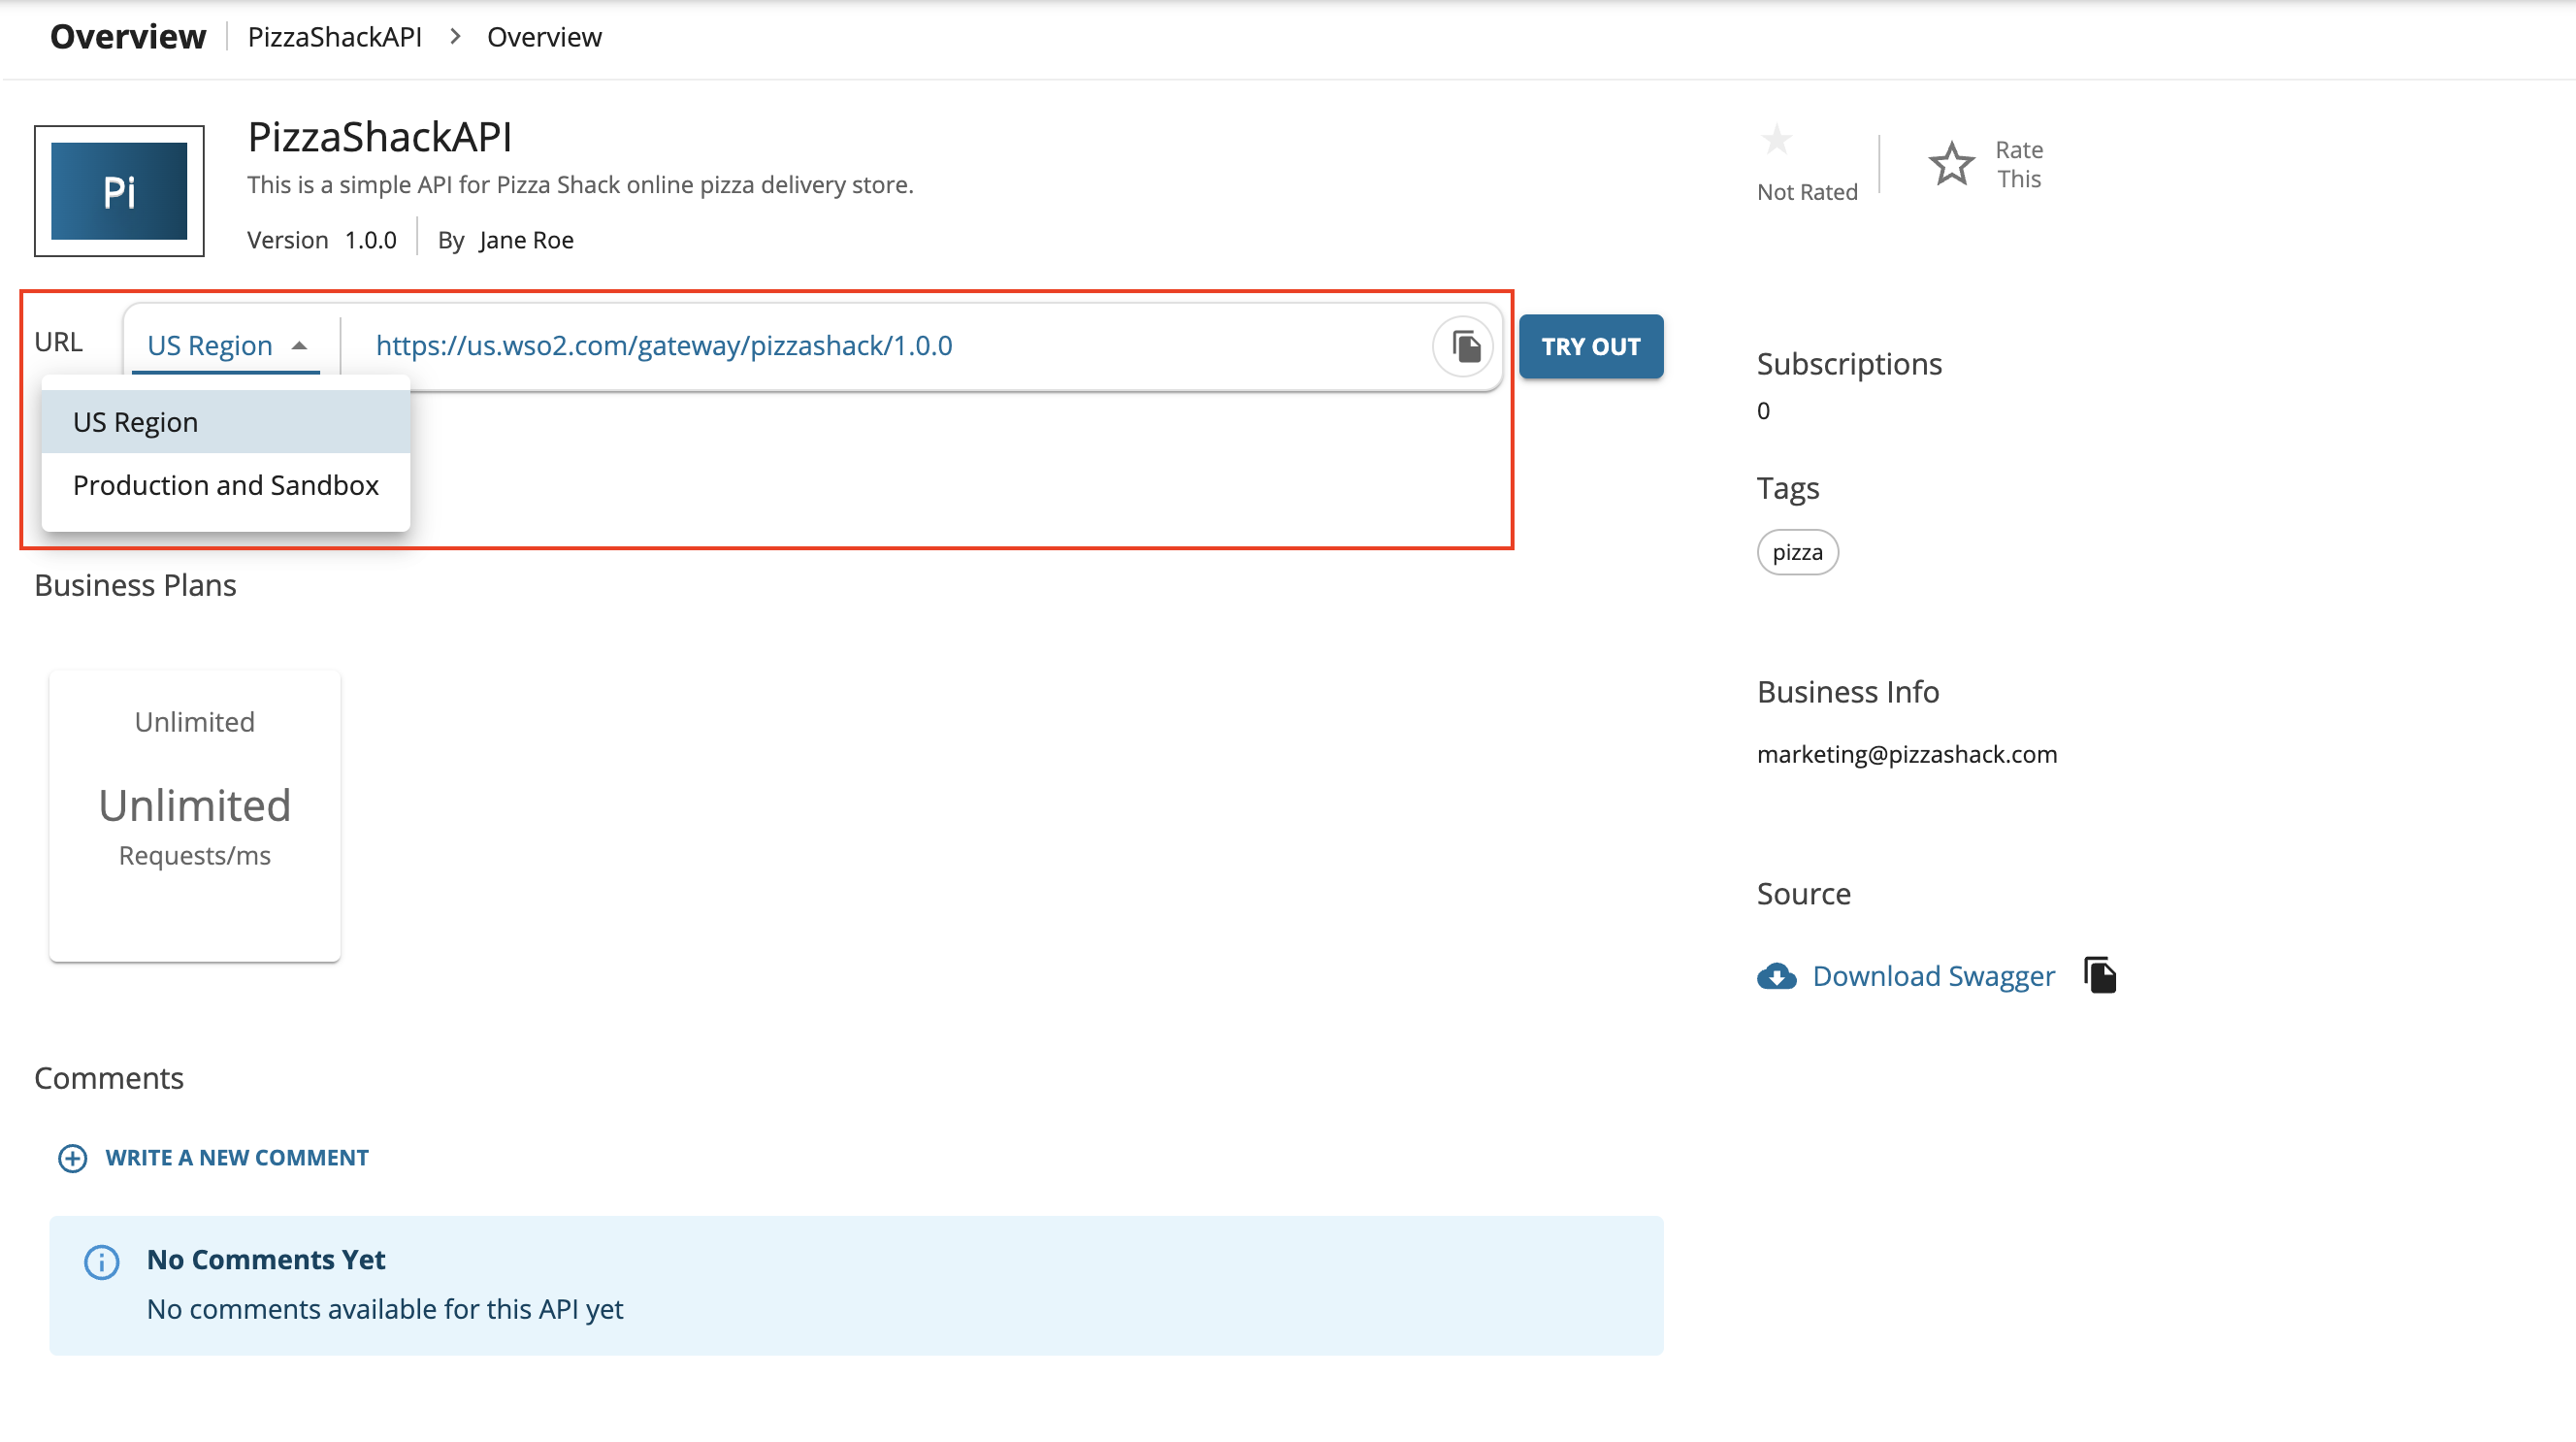 Overview PizzaShackAPI > Overview
Pi
PizzaShackAPI
This is a simple API for Pizza Shack online pizza delivery store.
Version 1.0.0 By Jane Roe
Not Rated
Rate
This
URL US Region https://us.wso2.com/gateway/pizzashack/1.0.0 TRY OUT
US Region
Production and Sandbox
Business Plans
Unlimited
Unlimited
Requests/ms
Comments
WRITE A NEW COMMENT
No Comments Yet
No comments available for this API yet
Subscriptions
0
Tags
pizza
Business Info
marketing@pizzashack.com
Source
Download Swagger